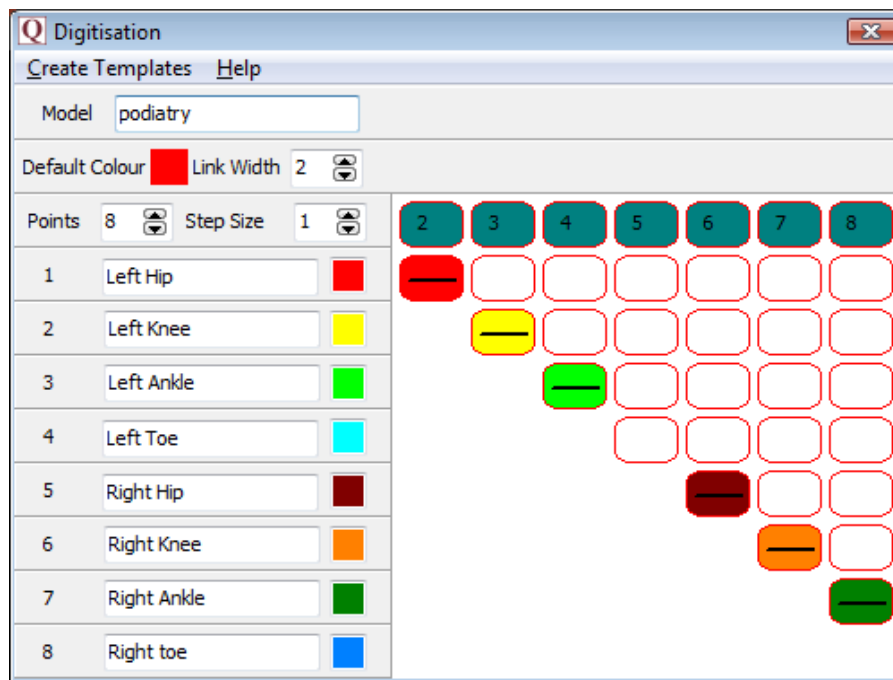 Q Digitisation
Create Templates Help
Model podiatry
Default Colour Link Width 2
Points 8 Step Size 1 2 3 4 5 6 7 8
1 Left Hip
2 Left Knee
3 Left Ankle
4 Left Toe
5 Right Hip
6 Right Knee
7 Right Ankle
8 Right toe